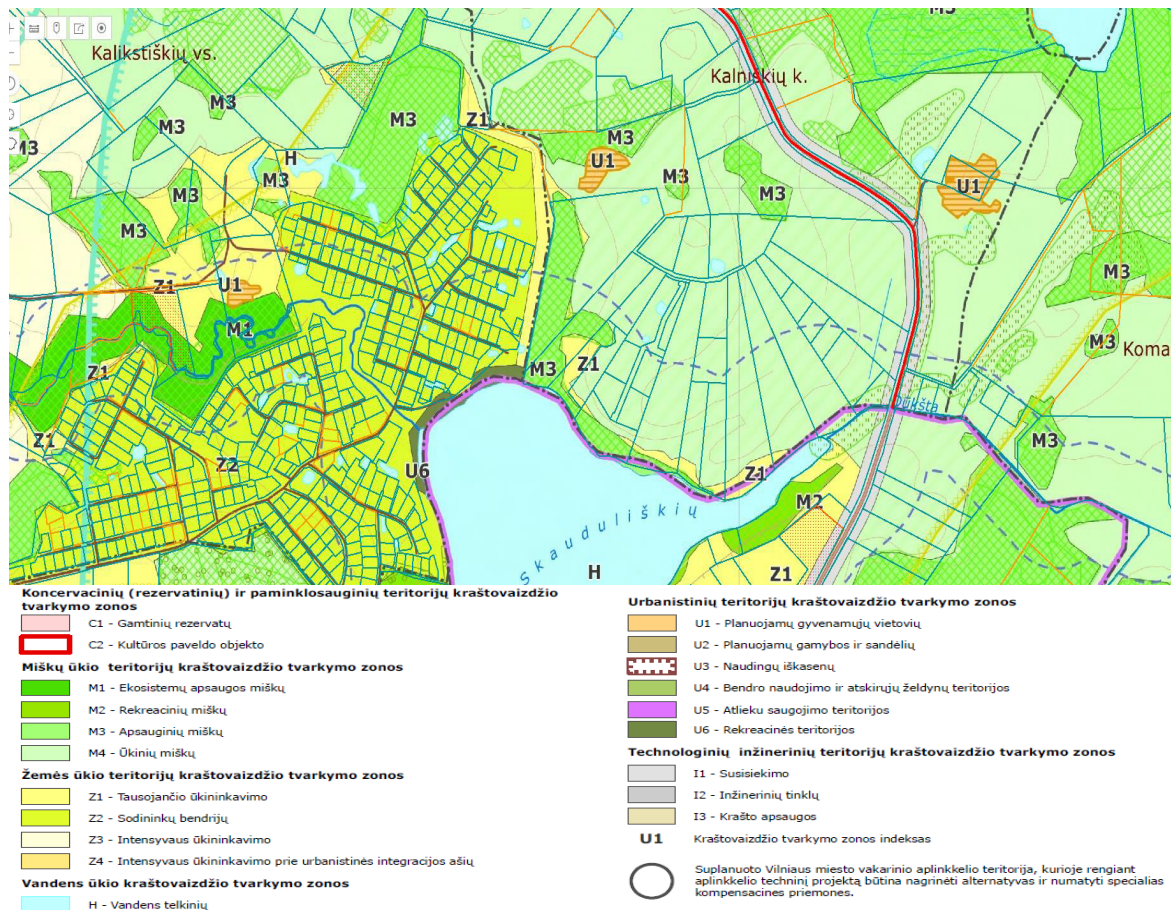 M3
Kalikstiškių vs.
Kalniškių k.
M3
M3
M3
Z1
M3
M3
H
U1
M3
M3
M3
U1
M3
M3
M3
Z1
U1
M1
M3
Koma
Z1
M3
Z1
Dūkšta
Z1
M3
Z2
U6
Z1
M2
Skauduliškių
H
Z1
Koncervacinių (rezervatinių) ir paminklosauginių teritorijų kraštovaizdžio
tvarkymo zonos
C1 - Gamtinių rezervatų
C2 - Kultūros paveldo objekto
Miškų ūkio teritorijų kraštovaizdžio tvarkymo zonos
M1 - Ekosistemų apsaugos miškų
M2 - Rekreacinių miškų
M3 - Apsauginių miškų
M4 - Ūkinių miškų
Žemės ūkio teritorijų kraštovaizdžio tvarkymo zonos
Z1 - Tausojančio ūkininkavimo
Z2 - Sodininkų bendrijų
Z3 - Intensyvaus ūkininkavimo
Z4 - Intensyvaus ūkininkavimo prie urbanistinės integracijos ašių
Vandens ūkio kraštovaizdžio tvarkymo zonos
H - Vandens telkinių
Urbanistinių teritorijų kraštovaizdžio tvarkymo zonos
U1 - Planuojamų gyvenamųjų vietovių
U2 - Planuojamų gamybos ir sandėlių
U3 - Naudingų iškasenų
U4 - Bendro naudojimo ir atskirųjų želdynų teritorijos
U5 - Atlieku saugojimo teritorijos
U6 - Rekreacinės teritorijos
Technologinių inžinerinių teritorijų kraštovaizdžio tvarkymo zonos
I1 - Susisiekimo
I2 - Inžinerinių tinklų
I3 - Krašto apsaugos
U1 Kraštovaizdžio tvarkymo zonos indeksas
Suplanuoto Vilniaus miesto vakarinio aplinkkelio teritorija, kurioje rengiant
aplinkkelio techninį projektą būtina nagrinėti alternatyvas ir numatyti specialias
kompensacines priemones.